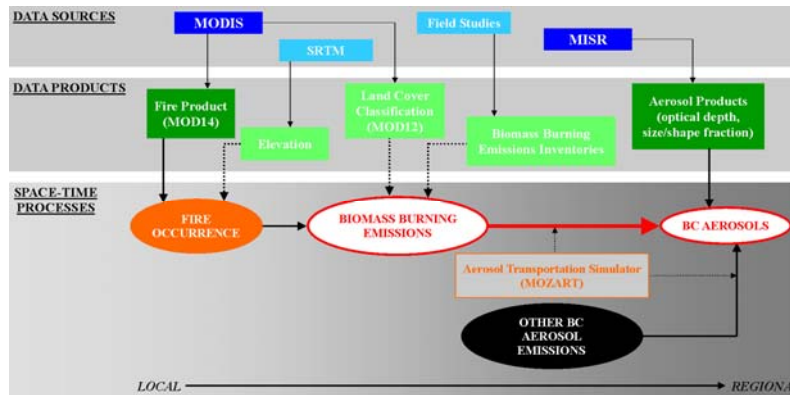 DATA SOURCES
MODIS
Field Studies
SRTM
MISR
DATA PRODUCTS
Fire Product
(MOD14)
Land Cover
Classification
(MOD12)
Aerosol Products
(optical depth,
size/shape fraction)
Elevation
Biomass Burning
Emissions Inventories
SPACE-TIME
PROCESSES
FIRE
OCCURRENCE
BIOMASS BURNING
EMISSIONS
BC AEROSOLS
Aerosol Transportation Simulator
(MOZART)
OTHER BC
AEROSOL
EMISSIONS
LOCAL
REGIONA